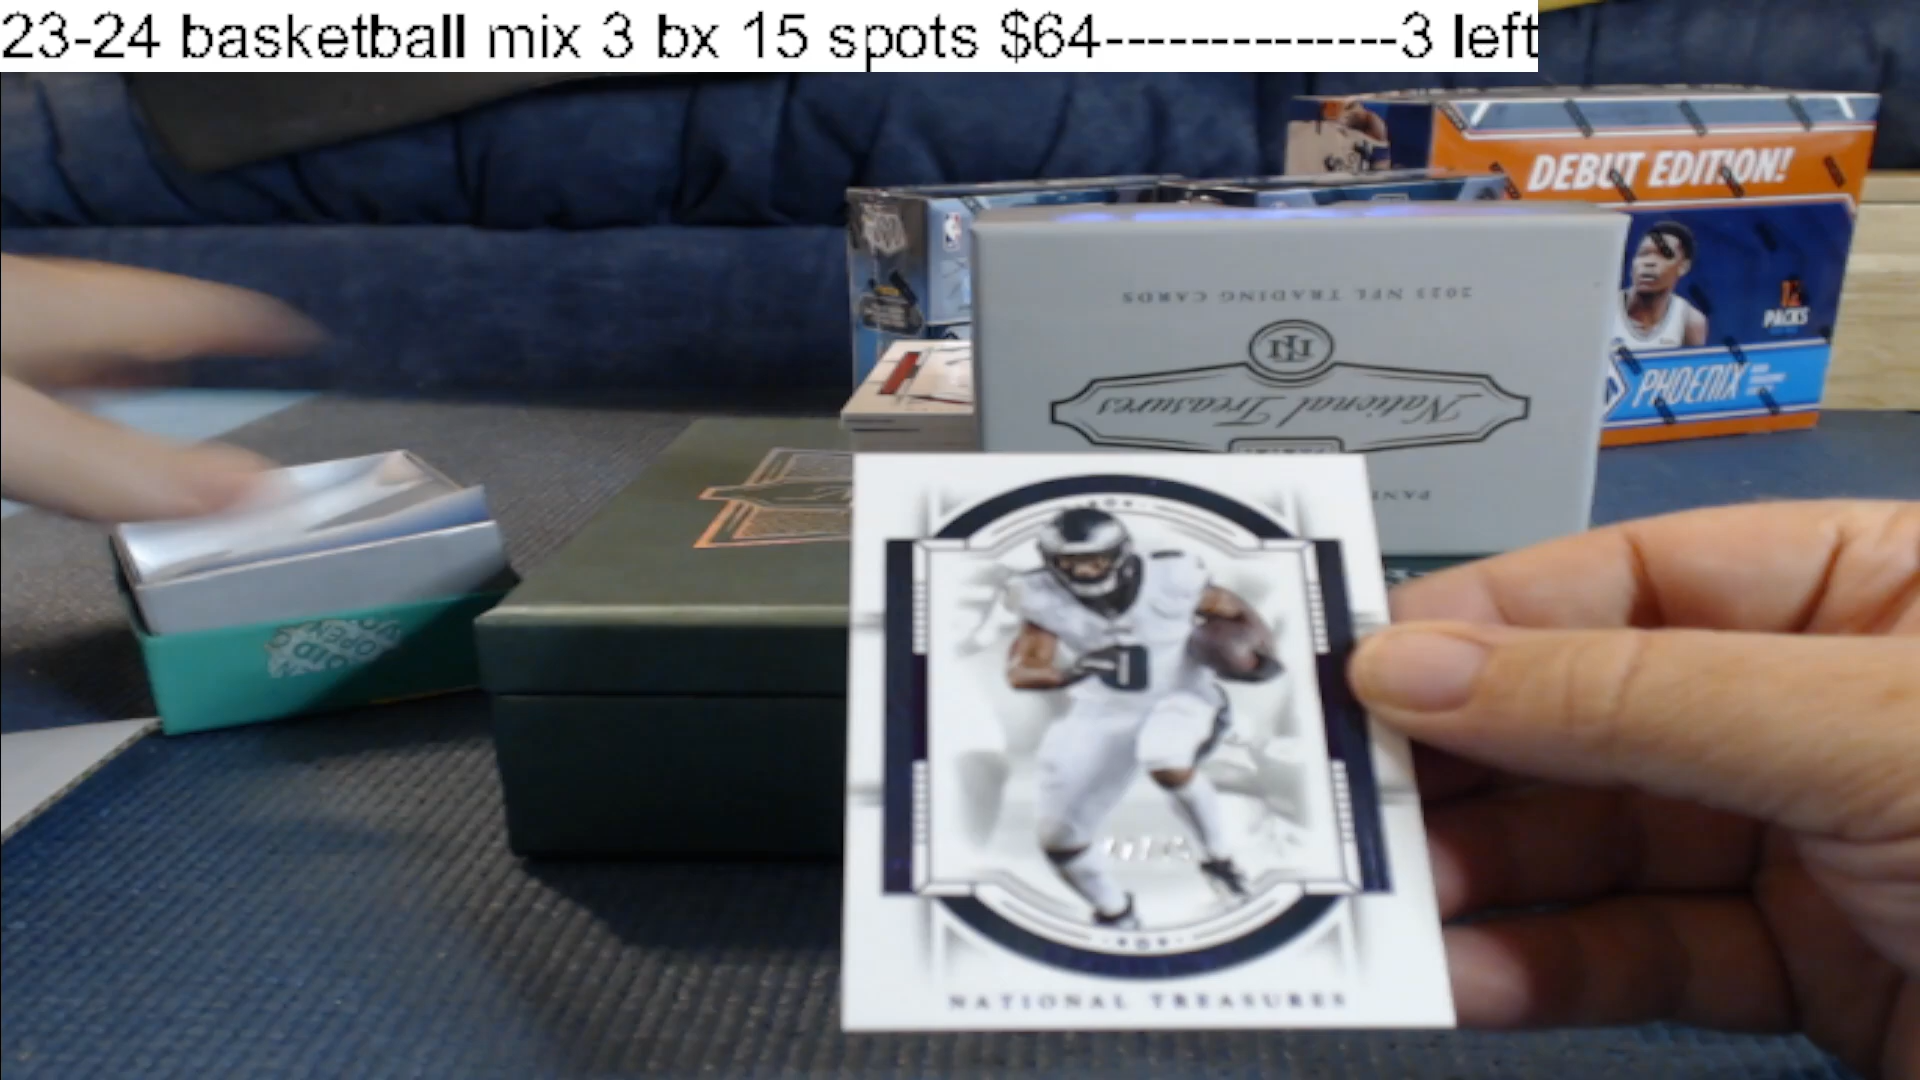 23-24 basketball mix 3 bx 15 spots $64--------------3 left
DEBUT EDITION!
12
PACKS
PHOENIX
2023 NFL TRADING CARDS
National Treasures
NATIONAL TREASURES